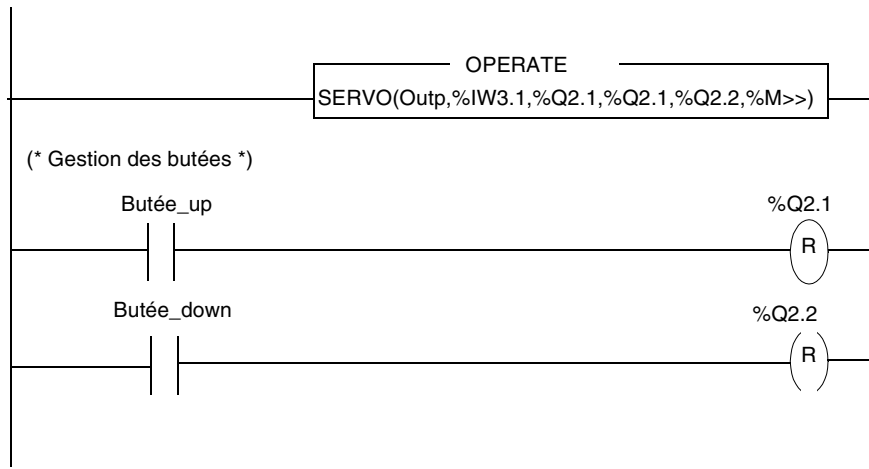 OPERATE
SERVO(Outp,%IW3.1,%Q2.1,%Q2.1,%Q2.2,%M>>)
(* Gestion des butées *)
Butée_up %Q2.1
R
Butée_down %Q2.2
R